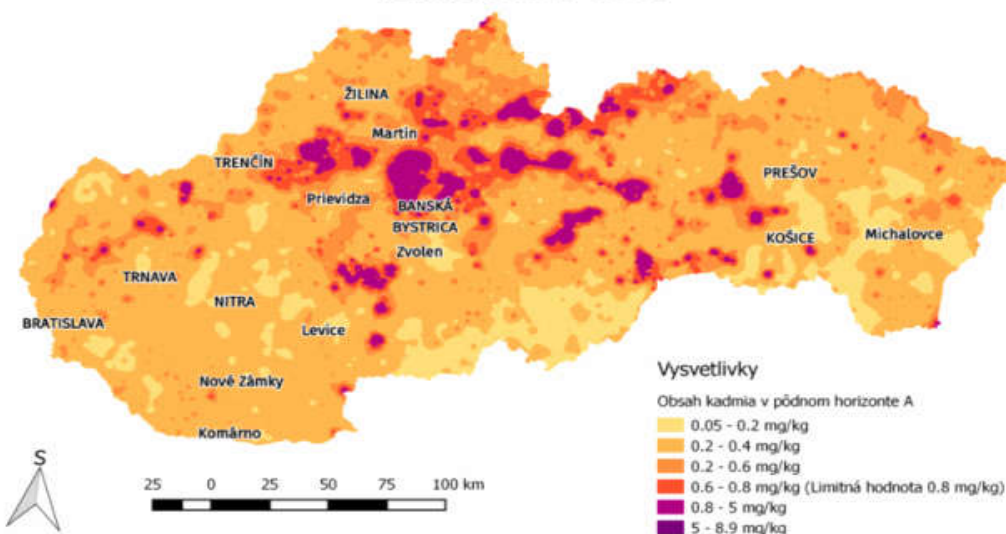 ŽILINA
Martin
TRENČÍN
PREŠOV
Prievidza
BANSKÁ
BYSTRICA
Michalovce
KOŠICE
Zvolen
TRNAVA
NITRA
BRATISLAVA
Levice
Nové Zámky
Komárno
Vysvetlivky
Obsah kadmia v pôdnom horizonte A
0.05 - 0.2 mg/kg
0.2 - 0.4 mg/kg
0.2 - 0.6 mg/kg
0.6 - 0.8 mg/kg (Limitná hodnota 0.8 mg/kg)
0.8 - 5 mg/kg
5 - 8.9 mg/kg
S
25 0 25 50 75 100 km